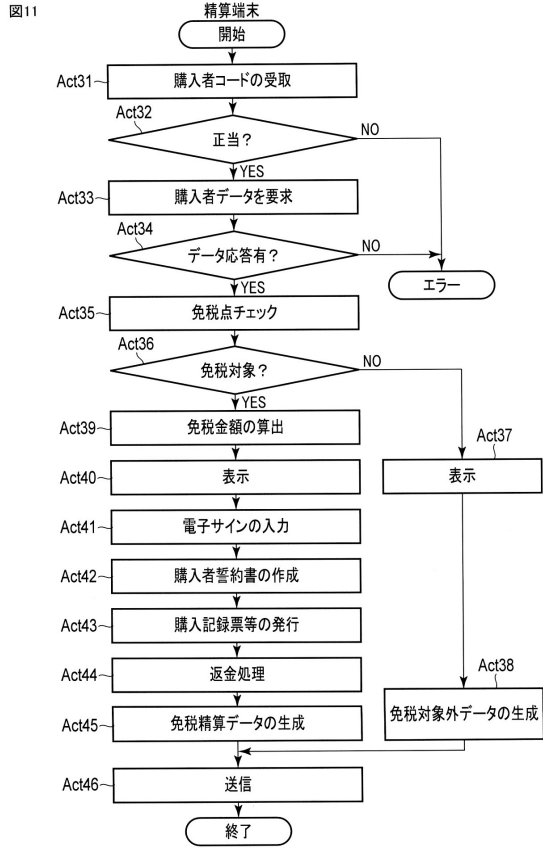 図11
精算端末
開始
Act31
購入者コードの受取
Act32
正当?
NO
YES
Act33
購入者データを要求
Act34
データ応答有?
NO
エラー
YES
Act35
免税点チェック
Act36
免税対象?
NO
YES
Act39
免税金額の算出
Act37
表示
Act40
表示
Act41
電子サインの入力
Act42
購入者誓約書の作成
Act43
購入記録票等の発行
Act44
返金処理
Act38
免税対象外データの生成
Act45
免税精算データの生成
Act46
送信
終了